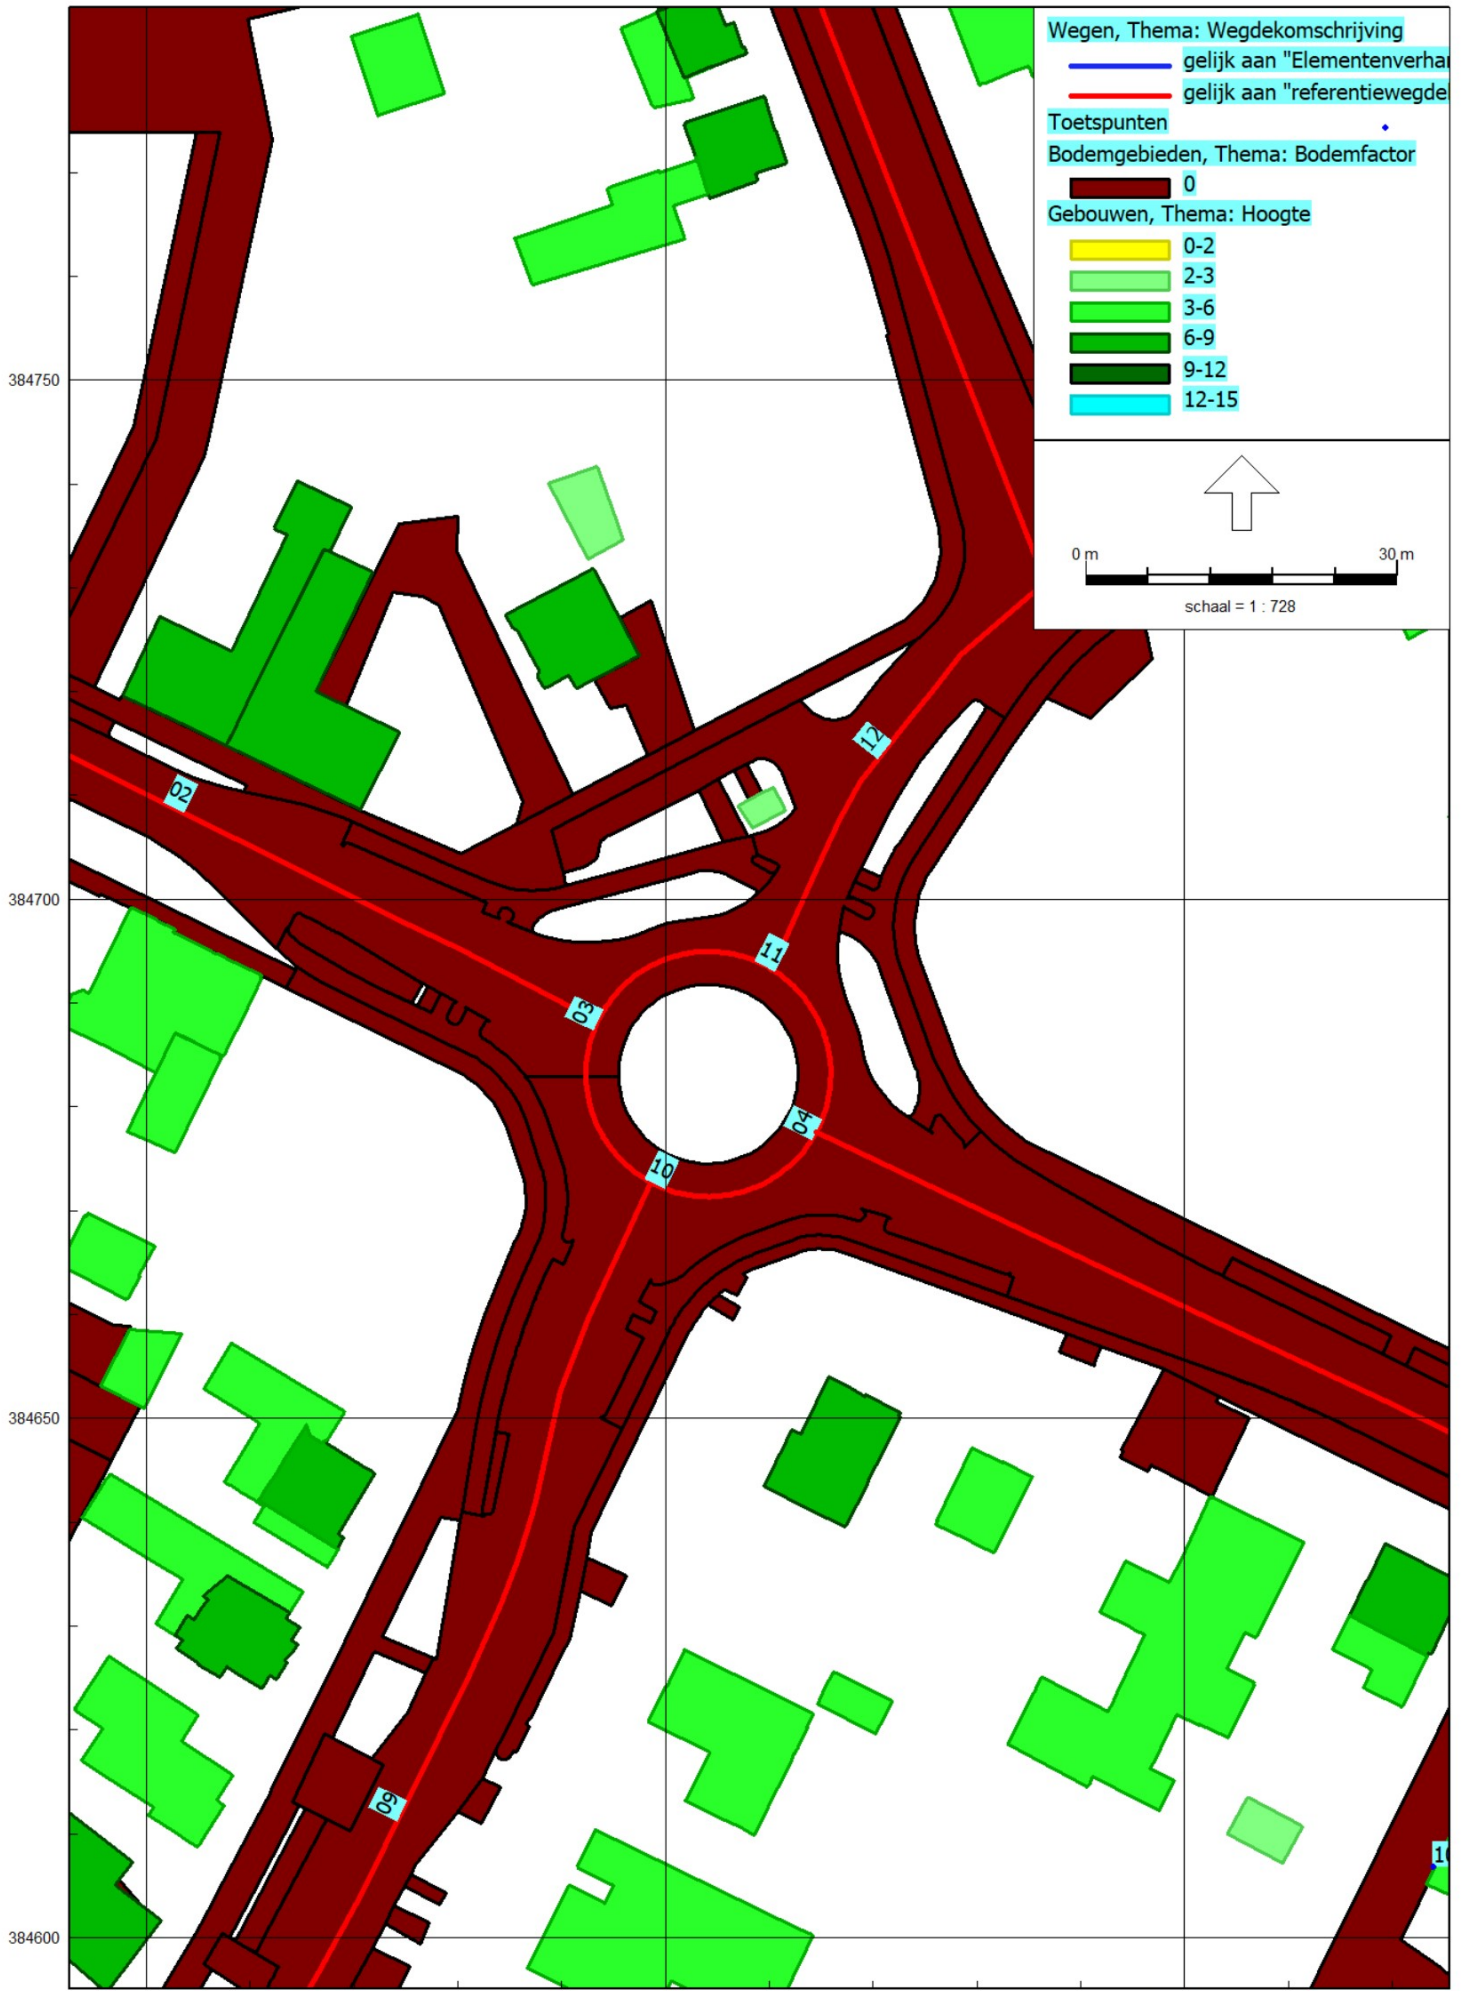 Wegen, Thema: Wegdekomschrijving
gelijk aan "Elementenverha
gelijk aan "referentiewegde
Toetspunten
Bodemgebieden, Thema: Bodemfactor
0
Gebouwen, Thema: Hoogte
0-2
2-3
3-6
6-9
9-12
12-15
384750
0 m 30 m
schaal = 1 : 728
12
02
384700
11
03
04
10
384650
09
10
384600